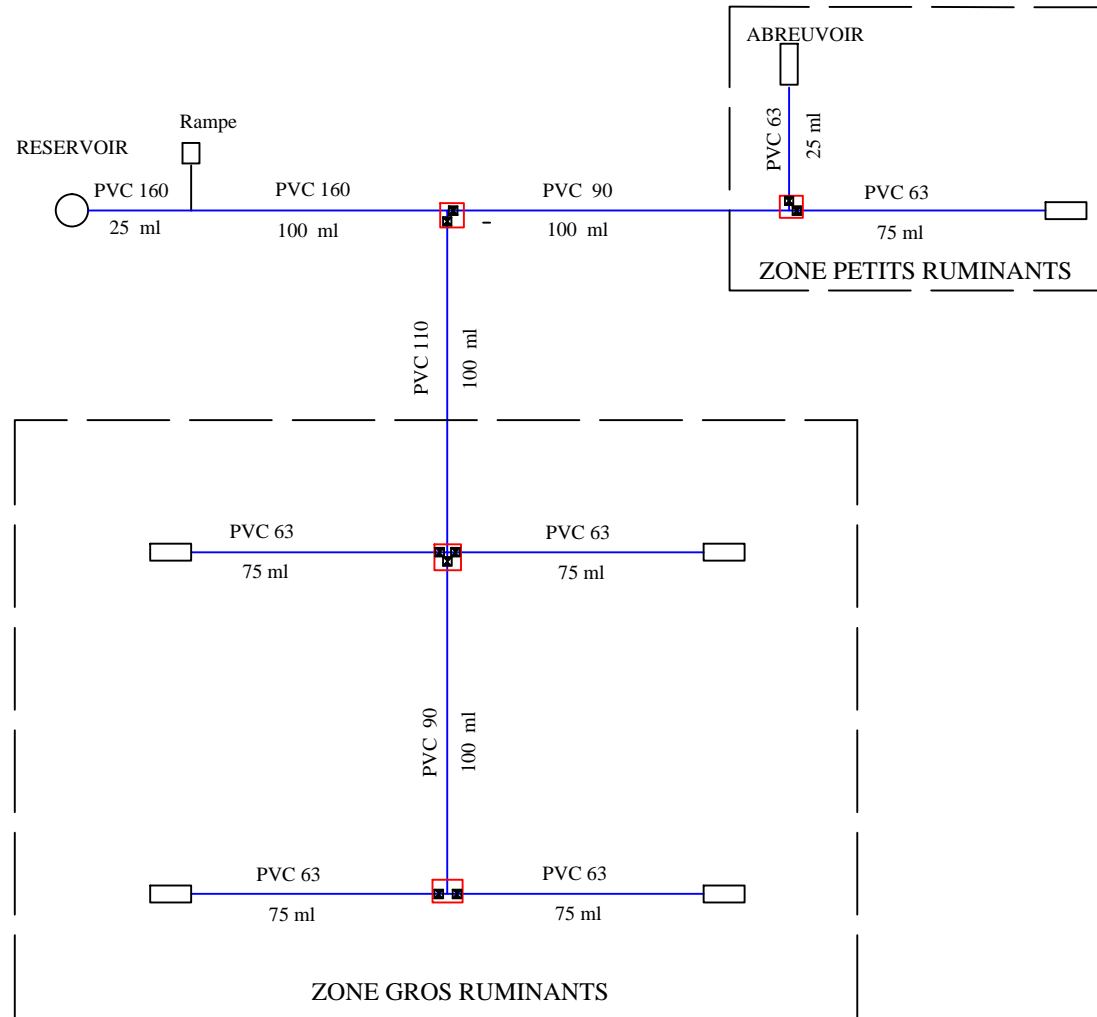 ABREUVOIR
Rampe
RESERVOIR
PVC 63
25 ml
PVC 160
PVC 160
PVC 90
PVC 63
25 ml
100 ml
100 ml
75 ml
ZONE PETITS RUMINANTS
PVC 110
100 ml
PVC 63
PVC 63
75 ml
75 ml
PVC 90
100 ml
PVC 63
PVC 63
75 ml
75 ml
ZONE GROS RUMINANTS